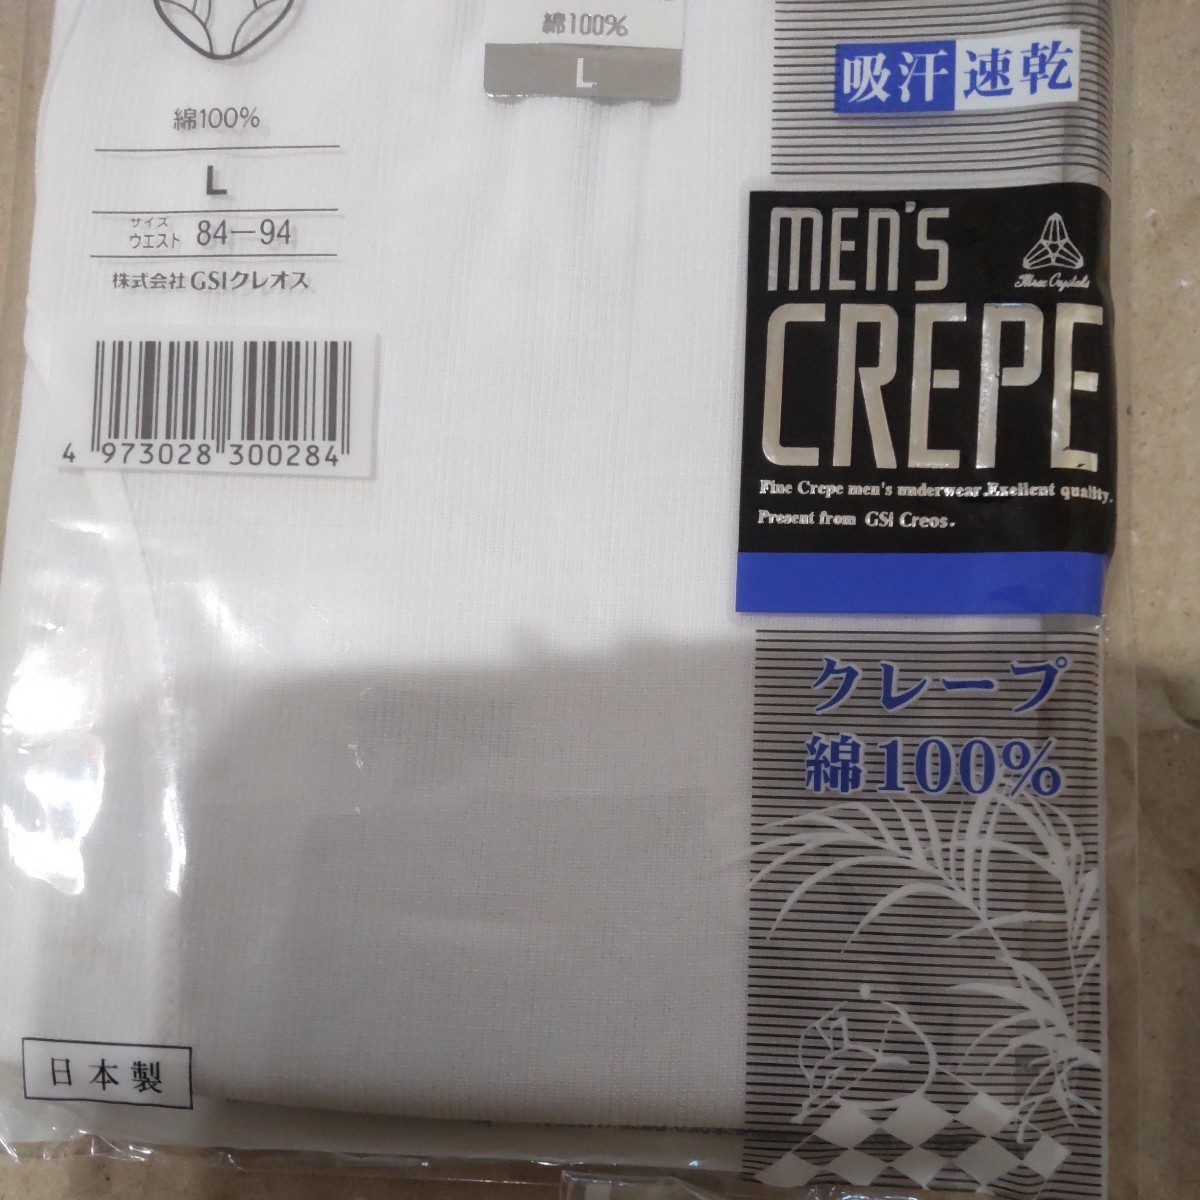 綿100%
L
サイズ
ウエスト 84－94
株式会社 GSIクレオス
4 973028 300284
日本製
綿100%
L
吸汗速乾
MEN'S
Three Crystals
CREPE
Fine Crepe men's underwear.Exellent quality.
Present from GSI Creos.
クレープ
綿100%